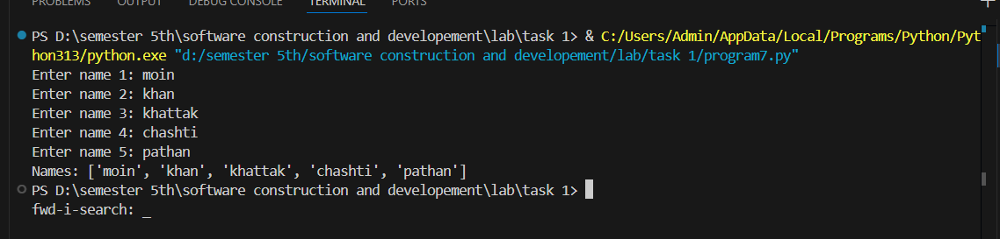 PROBLEMS OUTPUT DEBUG CONSOLE TERMINAL PORTS
PS D:\semester 5th\software construction and developement\lab\task 1> & C:/Users/Admin/AppData/Local/Programs/Python/Pyt
hon313/python.exe "d:/semester 5th/software construction and developement/lab/task 1/program7.py"
Enter name 1: moin
Enter name 2: khan
Enter name 3: khattak
Enter name 4: chashti
Enter name 5: pathan
Names: ['moin', 'khan', 'khattak', 'chashti', 'pathan']
PS D:\semester 5th\software construction and developement\lab\task 1>
fwd-i-search: _